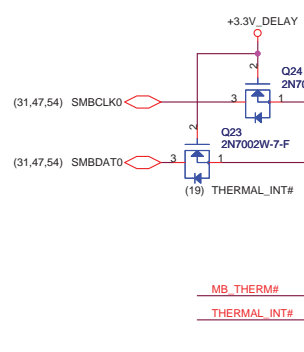 +3.3V_DELAY
2
Q24
2N70
(31,47,54) SMBCLK0
3
1
2
Q23
2N7002W-7-F
(31,47,54) SMBDAT0
3
1
(19) THERMAL_INT#
MB_THERM#
THERMAL_INT#